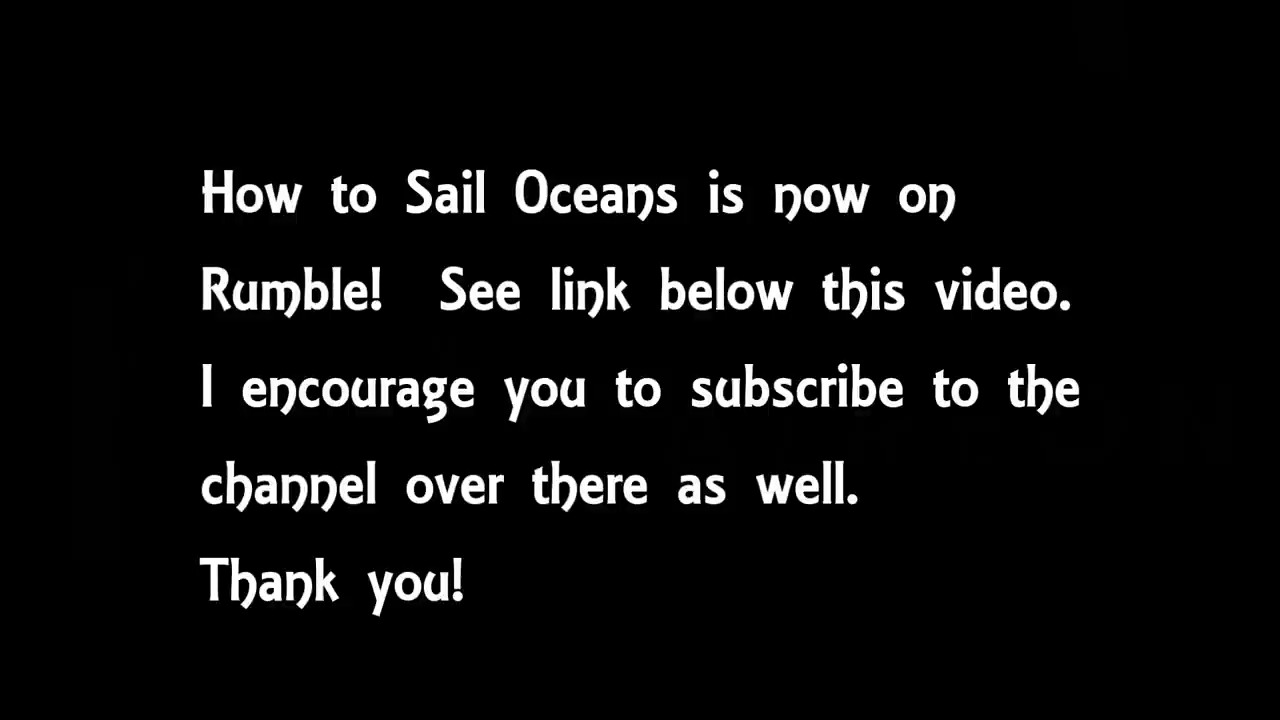 How to Sail Oceans is now on
Rumble! See link below this video.
I encourage you to subscribe to the
channel over there as well.
Thank you!